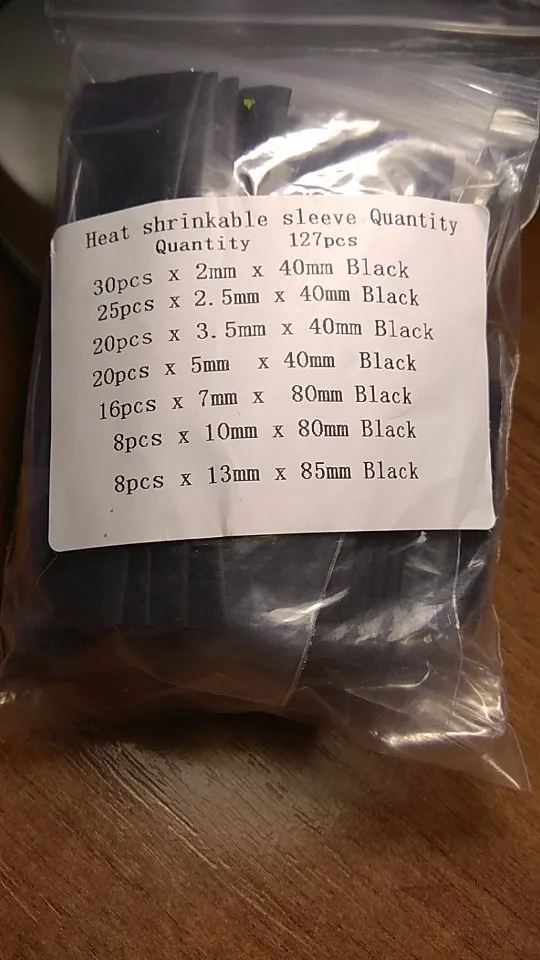 Heat shrinkable sleeve Quantity
Quantity 127pcs
30pcs x 2mm x 40mm Black
25pcs x 2.5mm x 40mm Black
20pcs x 3.5mm x 40mm Black
20pcs x 5mm x 40mm Black
16pcs x 7mm x 80mm Black
8pcs x 10mm x 80mm Black
8pcs x 13mm x 85mm Black